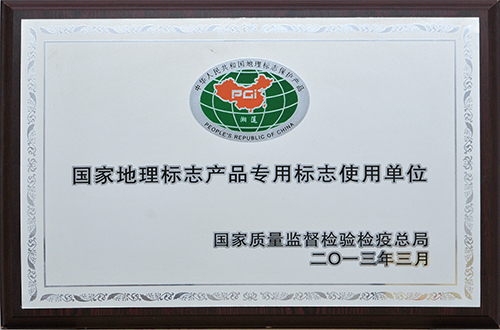 中华人民共和国地理标志保护产品
PGI
湘莲
PEOPLE'S REPUBLIC OF CHINA
国家地理标志产品专用标志使用单位
国家质量监督检验检疫总局
二〇一三年三月